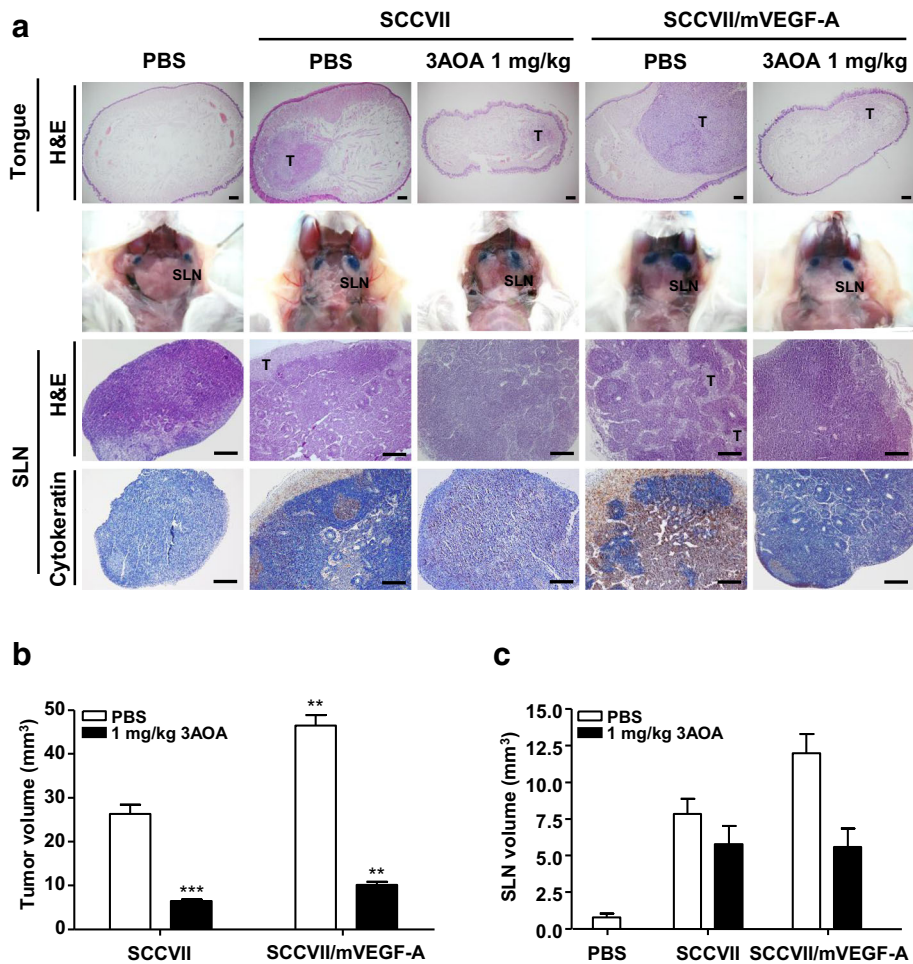 a
SCCVII SCCVII/mVEGF-A
PBS PBS 3AOA 1 mg/kg PBS 3AOA 1 mg/kg
Tongue
H&E
T T T T
SLN SLN SLN SLN SLN
SLN
H&E
T T
T
Cytokeratin
b
Tumor volume (mm³)
50
40
30
20
10
0
PBS
1 mg/kg 3AOA
**
***
**
SCCVII SCCVII/mVEGF-A
c
SLN volume (mm³)
15.0
12.5
10.0
7.5
5.0
2.5
0.0
PBS
1 mg/kg 3AOA
PBS SCCVII SCCVII/mVEGF-A